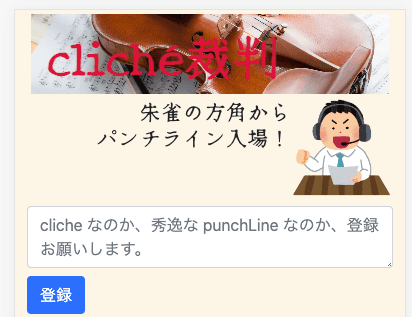 cliché裁判
朱雀の方角から
パンチライン入場！
cliche なのか、秀逸な punchLine なのか、登録
お願いします。
登録